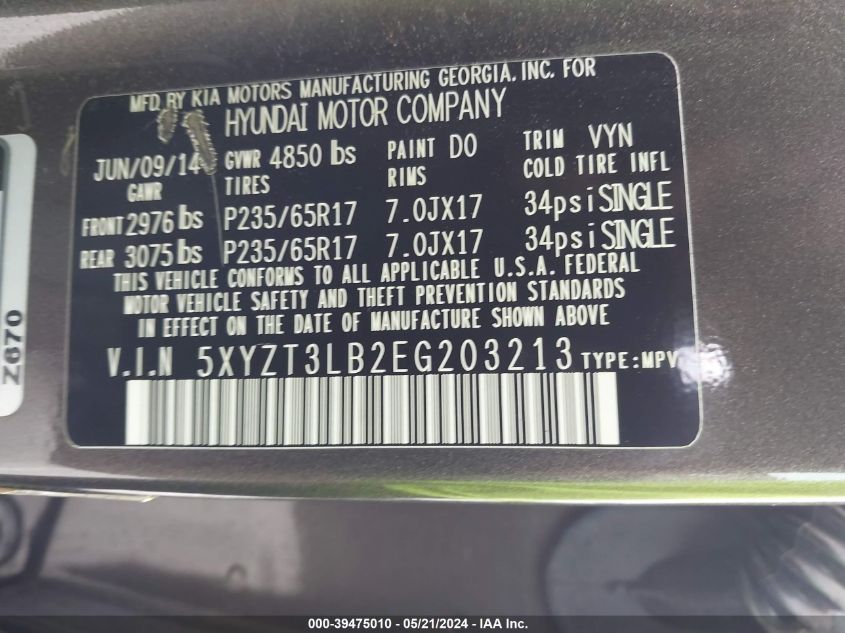 MFD BY KIA MOTORS MANUFACTURING GEORGIA, INC. FOR
HYUNDAI MOTOR COMPANY
JUN/09/14 GVWR 4850 lbs PAINT D0 TRIM VYN
GAWR TIRES RIMS COLD TIRE INFL
FRONT 2976 lbs P235/65R17 7.0JX17 34psi SINGLE
REAR 3075 lbs P235/65R17 7.0JX17 34psi SINGLE
THIS VEHICLE CONFORMS TO ALL APPLICABLE U.S.A. FEDERAL
MOTOR VEHICLE SAFETY AND THEFT PREVENTION STANDARDS
IN EFFECT ON THE DATE OF MANUFACTURE SHOWN ABOVE
V.I.N 5XYZT3LB2EG203213 TYPE:MPV
Z670
000-39475010 - 05/21/2024 - IAA Inc.